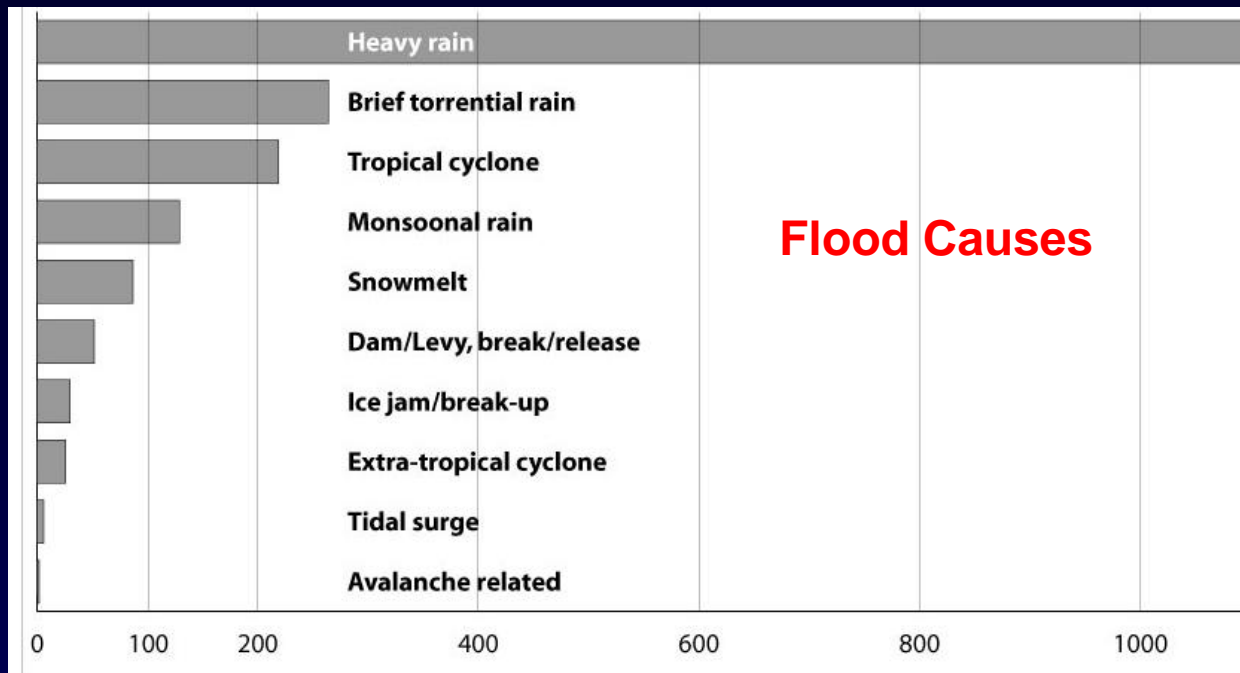 Heavy rain
Brief torrential rain
Tropical cyclone
Monsoonal rain
Flood Causes
Snowmelt
Dam/Levy, break/release
Ice jam/break-up
Extra-tropical cyclone
Tidal surge
Avalanche related
0 100 200 400 600 800 1000